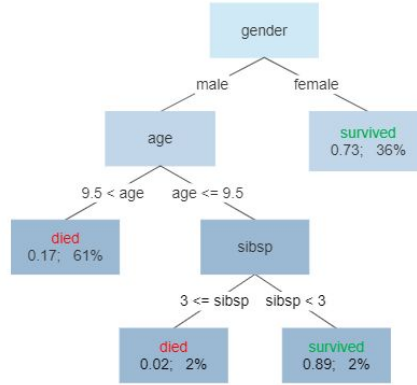 gender
male
female
age
survived
0.73; 36%
9.5 < age
age <= 9.5
died
0.17; 61%
sibsp
3 <= sibsp
sibsp < 3
died
0.02; 2%
survived
0.89; 2%